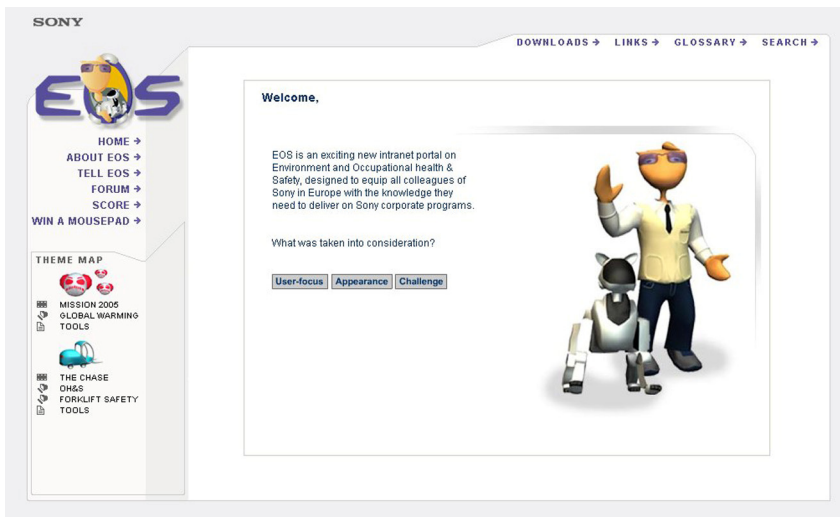 SONY
DOWNLOADS → LINKS → GLOSSARY → SEARCH →
EOS
HOME →
ABOUT EOS →
TELL EOS →
FORUM →
SCORE →
WIN A MOUSEPAD →
THEME MAP
MISSION 2005
GLOBAL WARMING
TOOLS
THE CHASE
OH&S
FORKLIFT SAFETY
TOOLS
Welcome,
EOS is an exciting new intranet portal on
Environment and Occupational health &
Safety, designed to equip all colleagues of
Sony in Europe with the knowledge they
need to deliver on Sony corporate programs.
What was taken into consideration?
User-focus Appearance Challenge